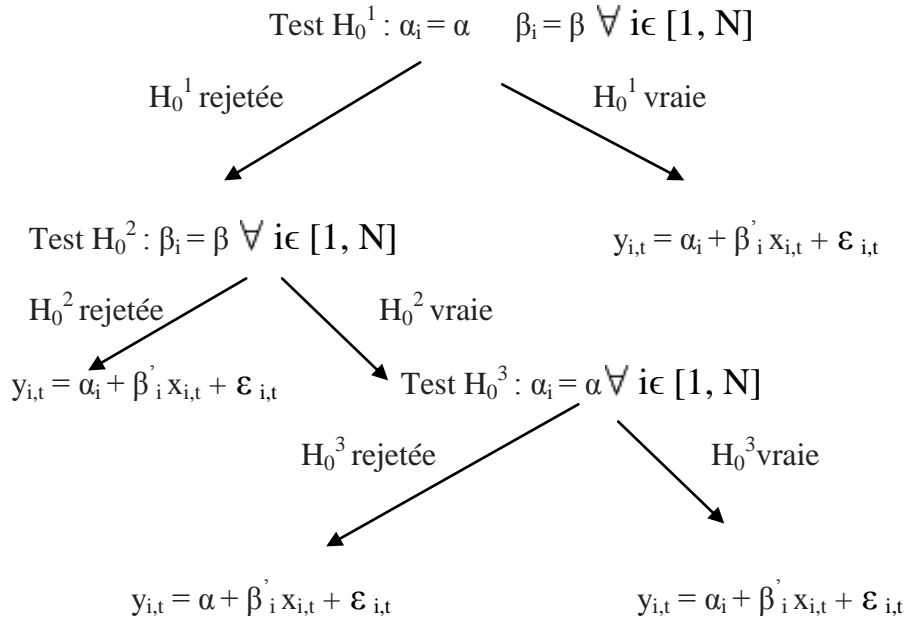 Test H₀¹ : αᵢ = α βᵢ = β ∀ iϵ [1, N]
H₀¹ rejetée
H₀¹ vraie
Test H₀² : βᵢ = β ∀ iϵ [1, N]
yᵢ,ₜ = αᵢ + β'ᵢ xᵢ,ₜ + ε ᵢ,ₜ
H₀² rejetée
H₀² vraie
yᵢ,ₜ = αᵢ + β'ᵢ xᵢ,ₜ + ε ᵢ,ₜ
Test H₀³ : αᵢ = α ∀ iϵ [1, N]
H₀³ rejetée
H₀³ vraie
yᵢ,ₜ = α + β'ᵢ xᵢ,ₜ + ε ᵢ,ₜ
yᵢ,ₜ = αᵢ + β'ᵢ xᵢ,ₜ + ε ᵢ,ₜ